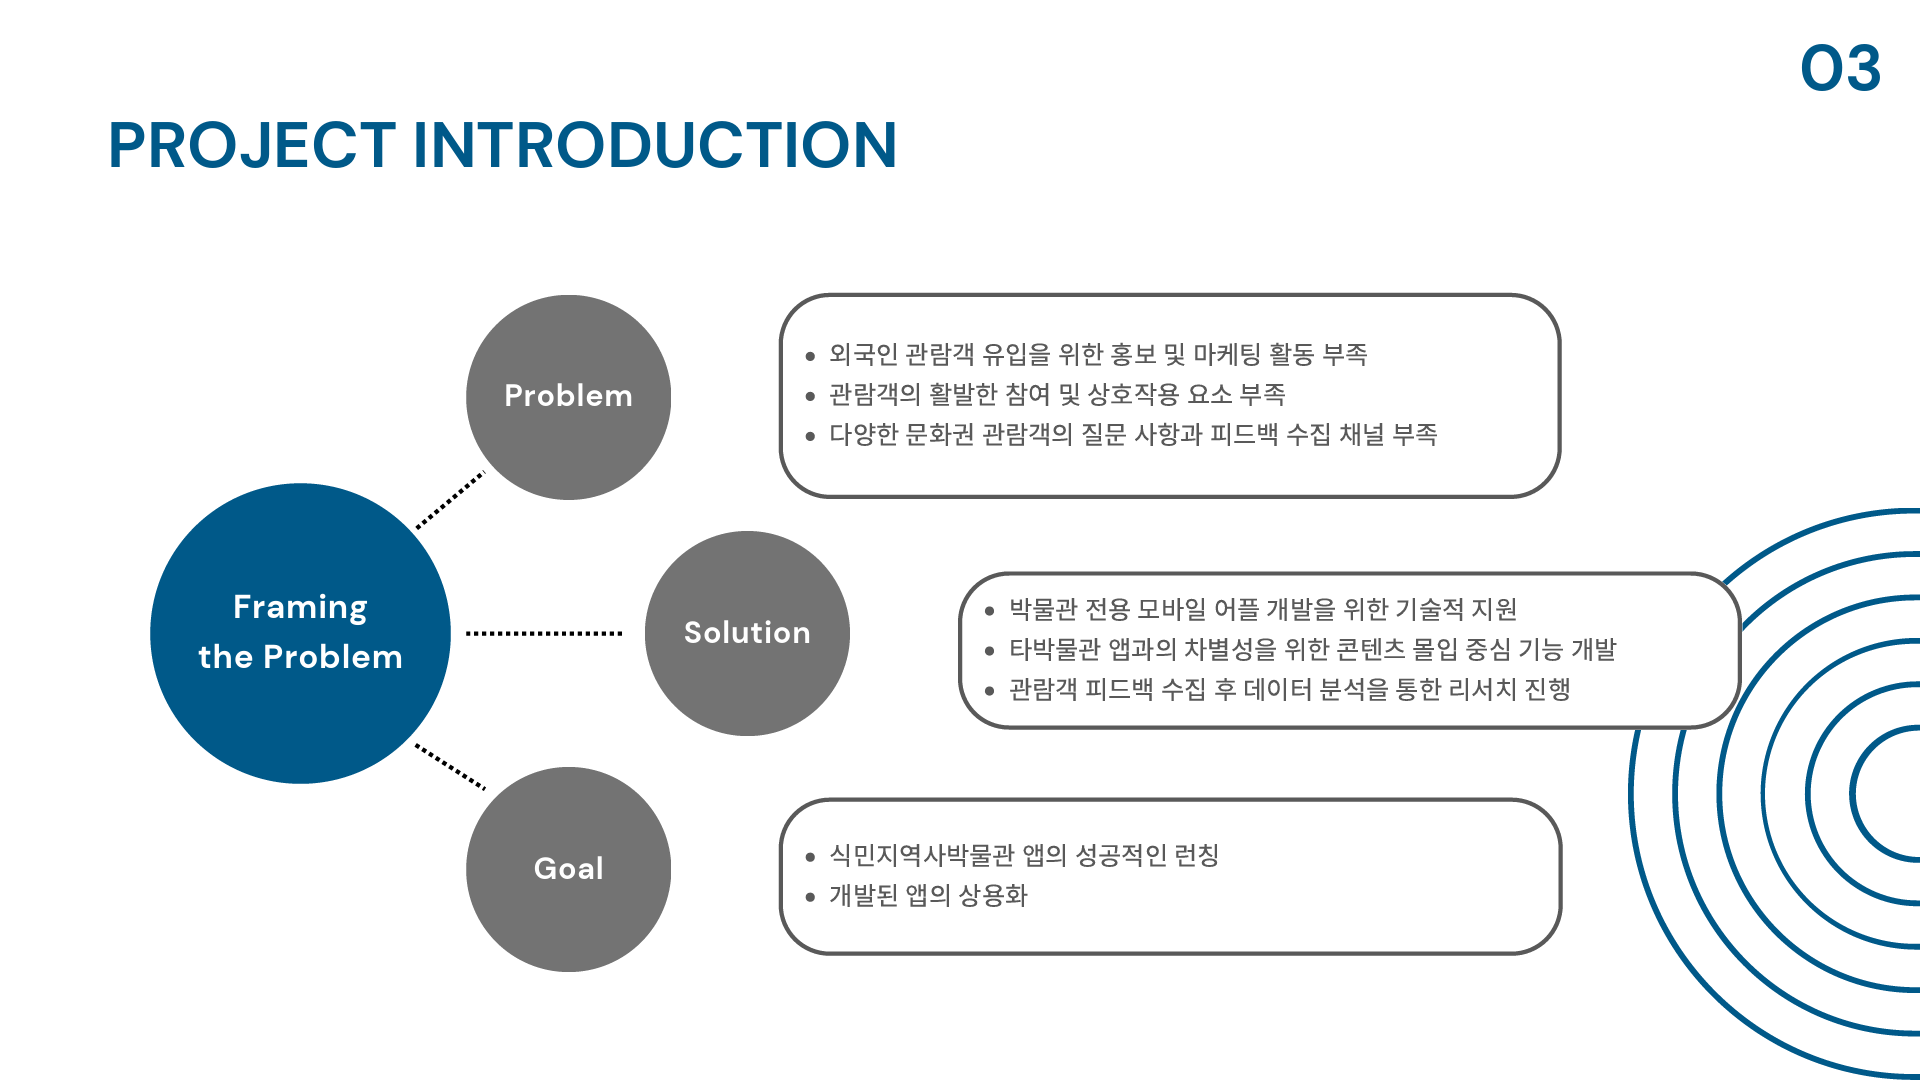 03
PROJECT INTRODUCTION
Framing
the Problem
Problem
• 외국인 관람객 유입을 위한 홍보 및 마케팅 활동 부족
• 관람객의 활발한 참여 및 상호작용 요소 부족
• 다양한 문화권 관람객의 질문 사항과 피드백 수집 채널 부족
Solution
• 박물관 전용 모바일 어플 개발을 위한 기술적 지원
• 타박물관 앱과의 차별성을 위한 콘텐츠 몰입 중심 기능 개발
• 관람객 피드백 수집 후 데이터 분석을 통한 리서치 진행
Goal
• 식민지역사박물관 앱의 성공적인 런칭
• 개발된 앱의 상용화